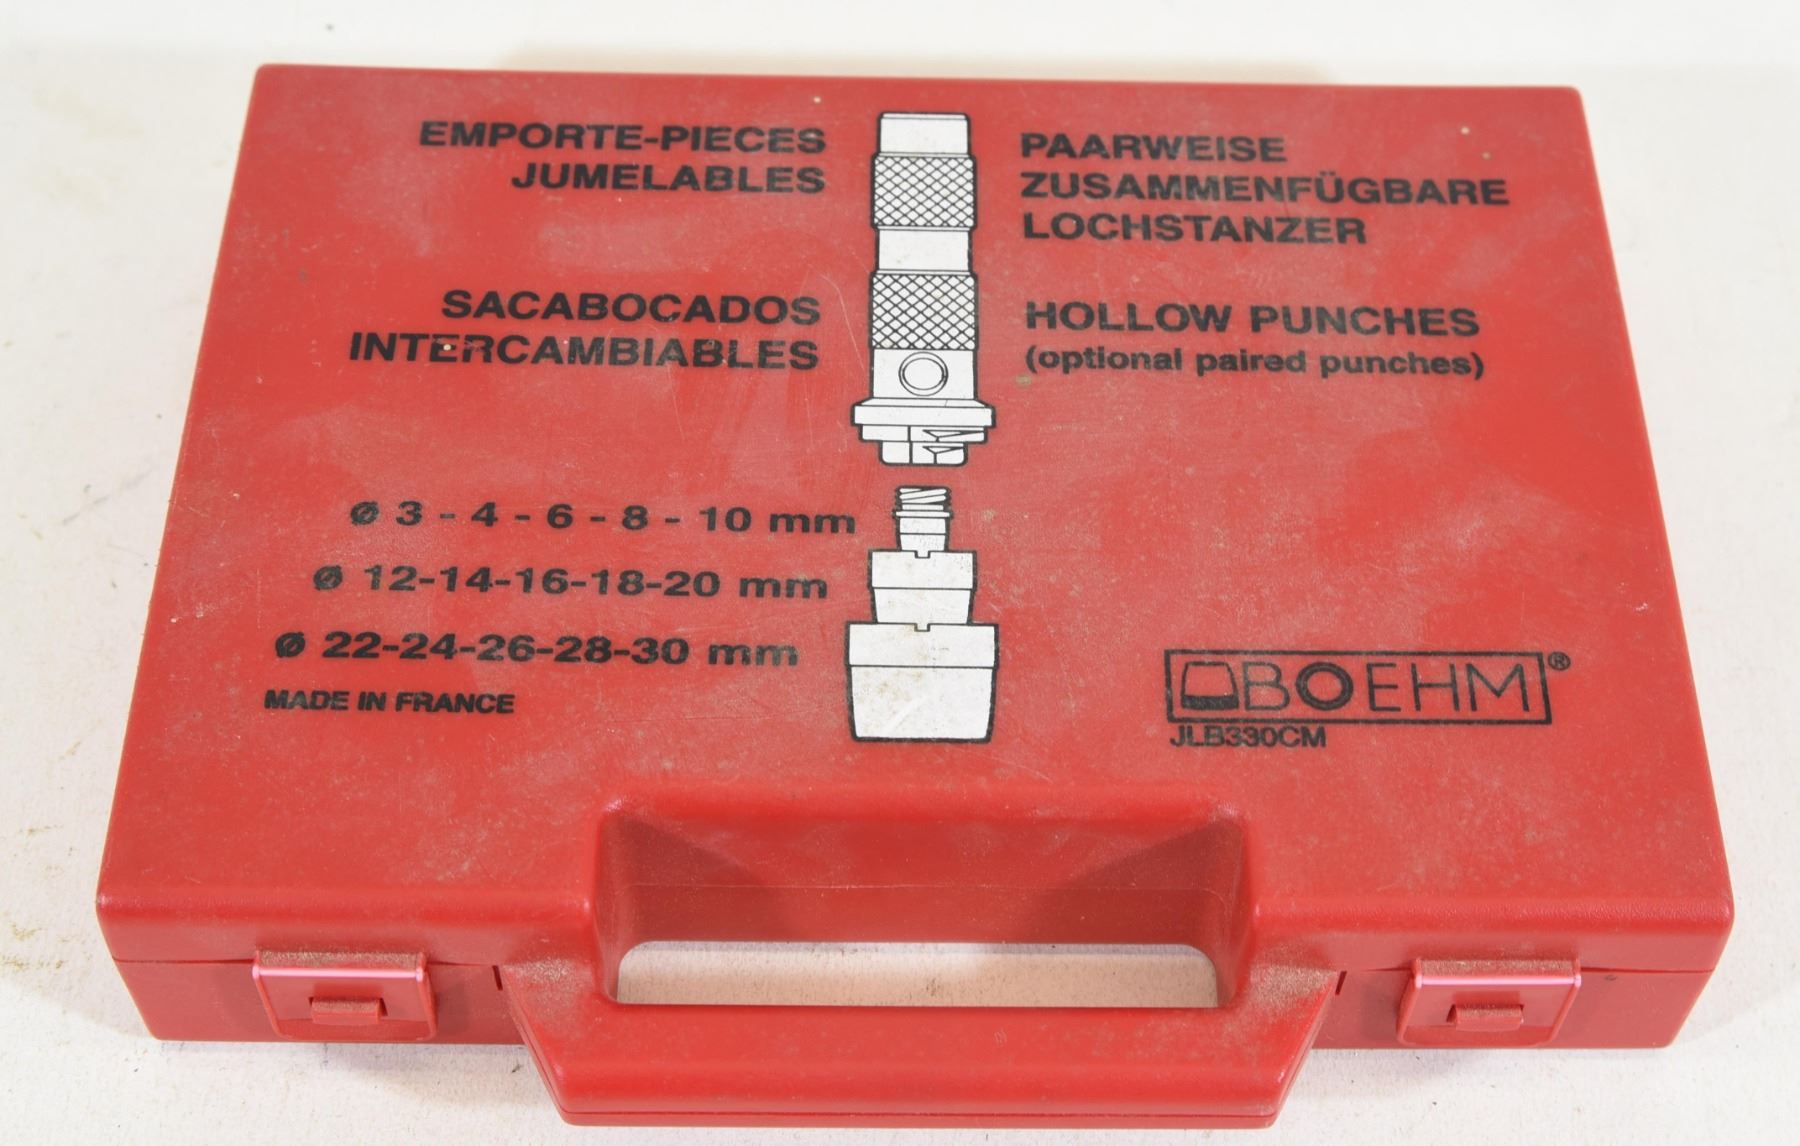 EMPORTE-PIECES
JUMELABLES
SACABOCADOS
INTERCAMBIABLES
PAARWEISE
ZUSAMMENFÜGBARE
LOCHSTANZER
HOLLOW PUNCHES
(optional paired punches)
Ø 3 - 4 - 6 - 8 - 10 mm
Ø 12-14-16-18-20 mm
Ø 22-24-26-28-30 mm
MADE IN FRANCE
BOEHM®
JLB330CM